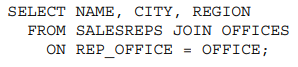 SELECT NAME, CITY, REGION
FROM SALESREPS JOIN OFFICES
ON REP_OFFICE = OFFICE;